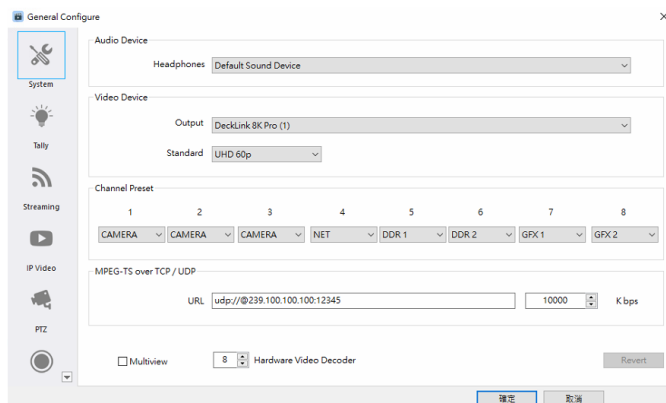 General Configure
System
Tally
Streaming
IP Video
PTZ
Audio Device
Headphones Default Sound Device
Video Device
Output DeckLink 8K Pro (1)
Standard UHD 60p
Channel Preset
1 2 3 4 5 6 7 8
CAMERA CAMERA CAMERA NET DDR 1 DDR 2 GFX 1 GFX 2
MPEG-TS over TCP / UDP
URL udp://@239.100.100.100:12345 10000 K bps
Multiview 8 Hardware Video Decoder Revert
確定 取消